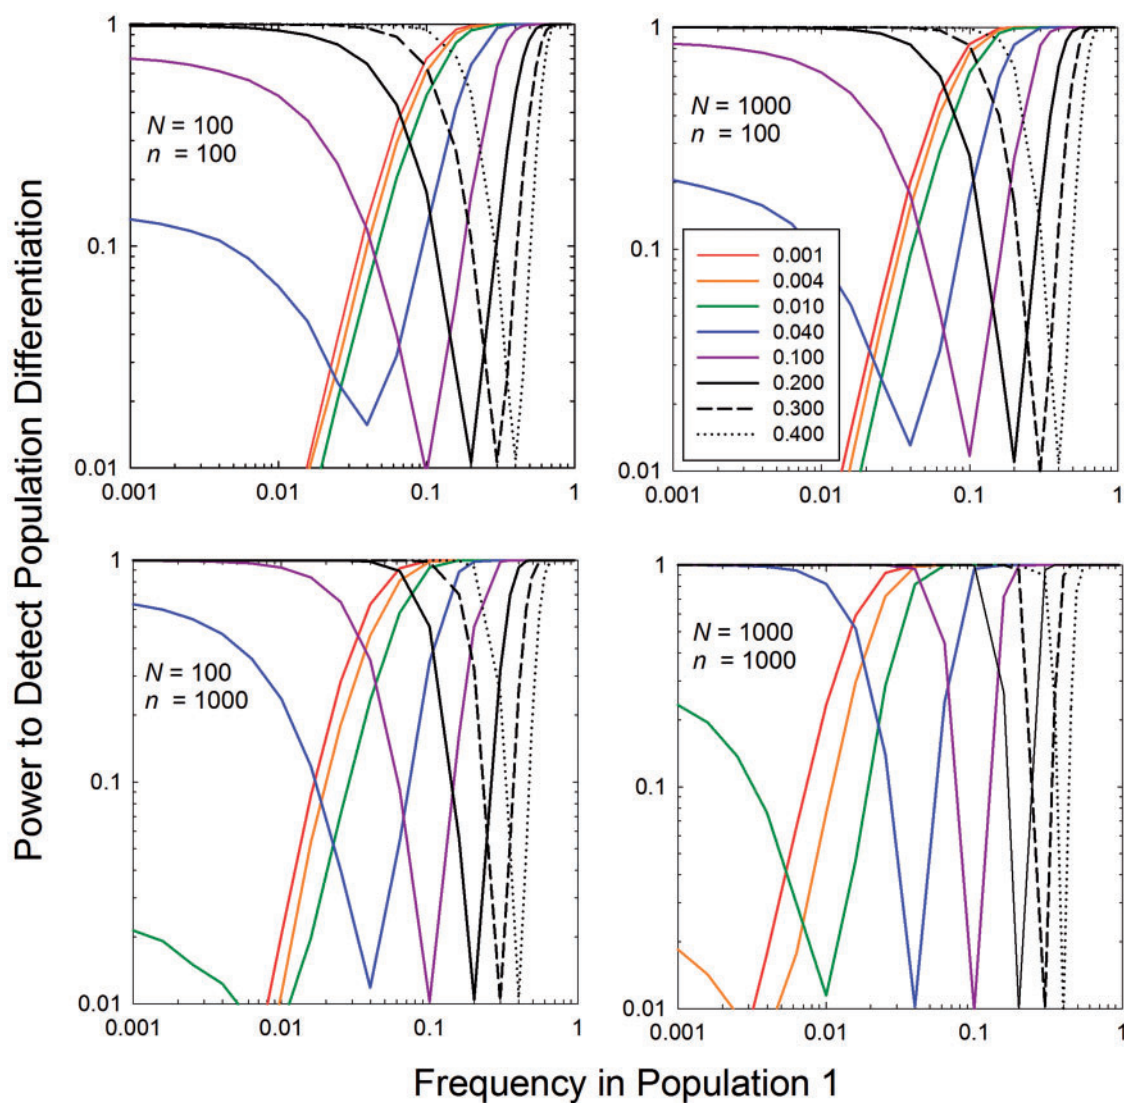 Power to Detect Population Differentiation
1
0.1
0.01
N = 100
n = 100
0.001 0.01 0.1 1
1
0.1
0.01
N = 1000
n = 100
0.001
0.004
0.010
0.040
0.100
0.200
0.300
0.400
0.001 0.01 0.1 1
1
0.1
0.01
N = 100
n = 1000
0.001 0.01 0.1 1
1
0.1
0.01
N = 1000
n = 1000
0.001 0.01 0.1 1
Frequency in Population 1